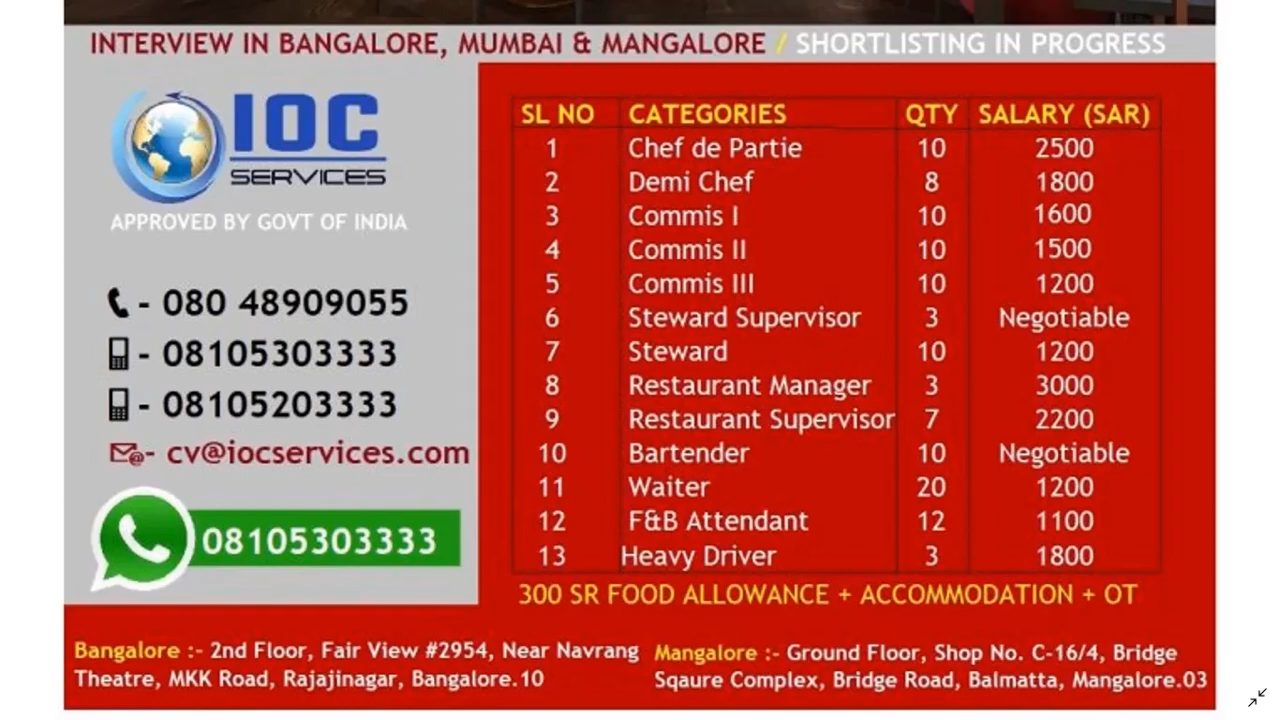 INTERVIEW IN BANGALORE, MUMBAI & MANGALORE / SHORTLISTING IN PROGRESS
IOC
SERVICES
APPROVED BY GOVT OF INDIA
- 080 48909055
- 08105303333
- 08105203333
- cv@iocservices.com
08105303333
SL NO CATEGORIES QTY SALARY (SAR)
1 Chef de Partie 10 2500
2 Demi Chef 8 1800
3 Commis I 10 1600
4 Commis II 10 1500
5 Commis III 10 1200
6 Steward Supervisor 3 Negotiable
7 Steward 10 1200
8 Restaurant Manager 3 3000
9 Restaurant Supervisor 7 2200
10 Bartender 10 Negotiable
11 Waiter 20 1200
12 F&B Attendant 12 1100
13 Heavy Driver 3 1800
300 SR FOOD ALLOWANCE + ACCOMMODATION + OT
Bangalore :- 2nd Floor, Fair View #2954, Near Navrang
Theatre, MKK Road, Rajajinagar, Bangalore.10
Mangalore :- Ground Floor, Shop No. C-16/4, Bridge
Sqaure Complex, Bridge Road, Balmatta, Mangalore.03